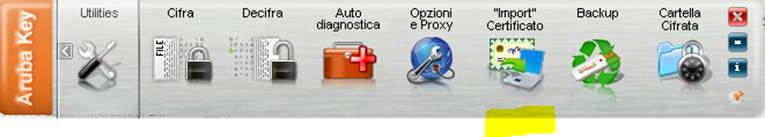 Aruba Key
Utilities
Cifra
Decifra
Auto
diagnostica
Opzioni
e Proxy
"Import"
Certificato
Backup
Cartella
Cifrata
FILE